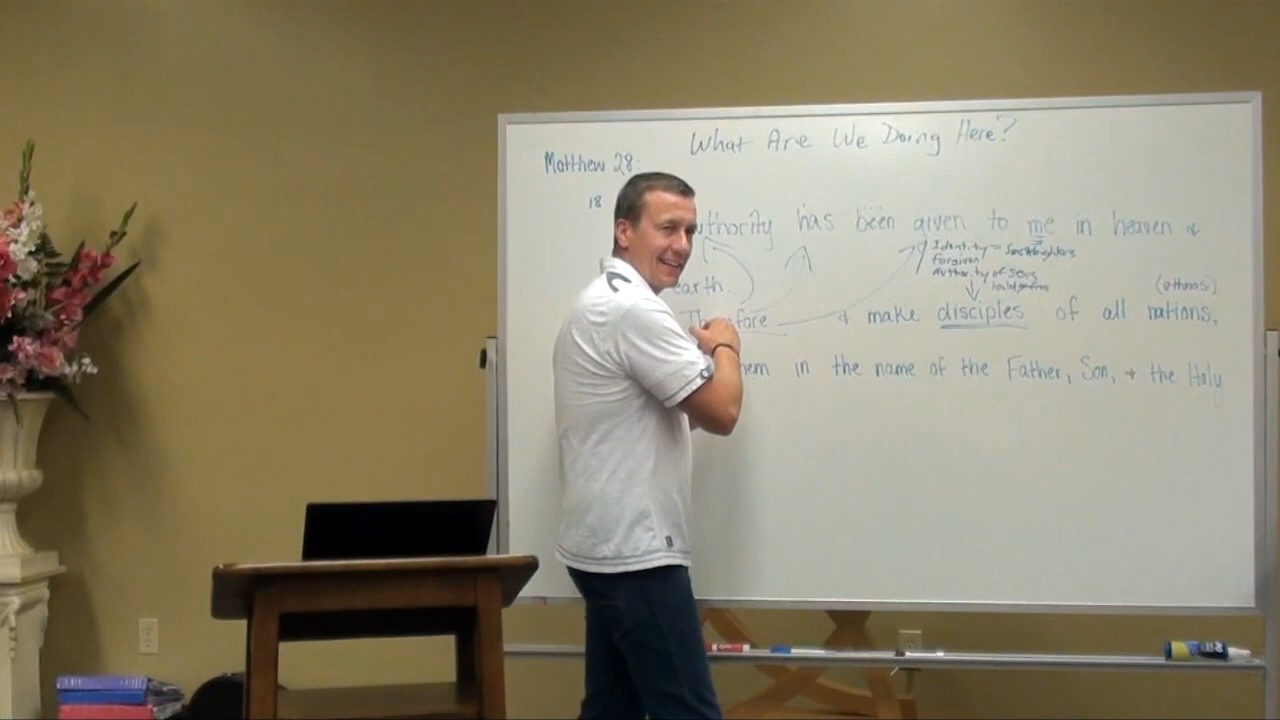 What Are We Doing Here?
Matthew 28:
18
uthority has been given to me in heaven &
Identity = Sons & daughters
forgiven
authority of Jesus
earth.
(ethnos)
Therefore & make disciples of all nations,
hem in the name of the Father, Son, + the Holy